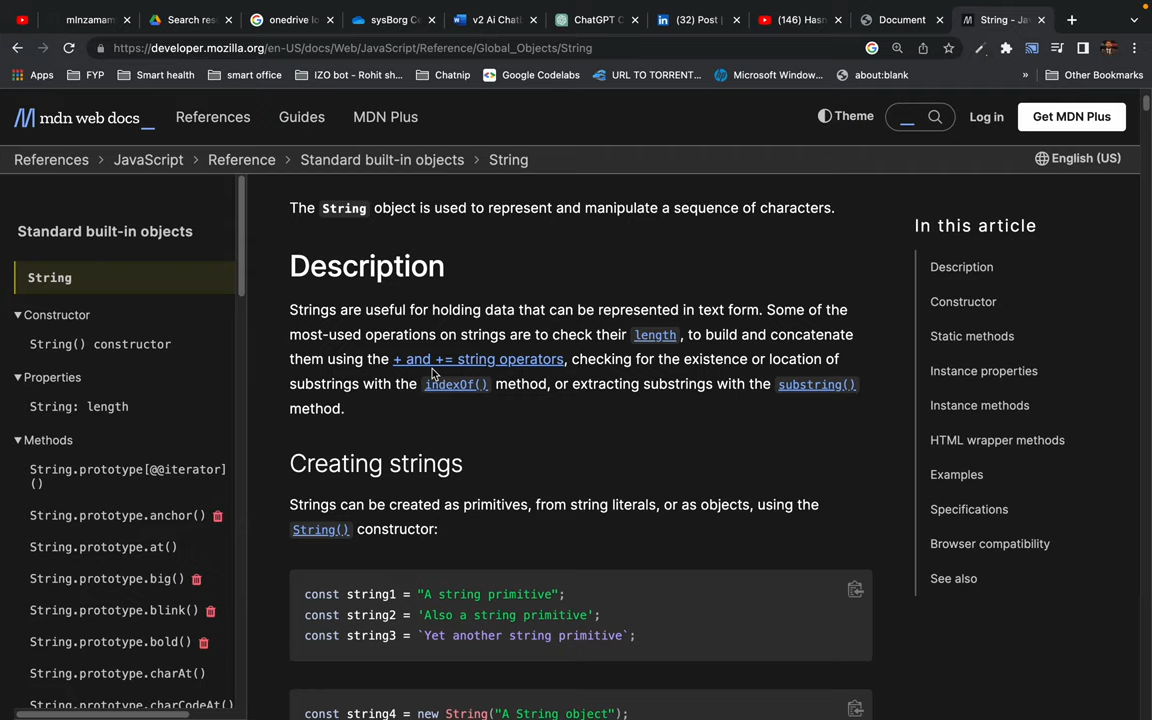 mlnzamam
Search res
onedrive lo
sysBorg Ce
v2 Ai Chatl
ChatGPT C
(32) Post |
(146) Hasn
Document
String - Jav
https://developer.mozilla.org/en-US/docs/Web/JavaScript/Reference/Global_Objects/String
Apps
FYP
Smart health
smart office
IZO bot - Rohit sh...
Chatnip
Google Codelabs
URL TO TORRENT...
Microsoft Window...
about:blank
»
Other Bookmarks
mdn web docs_
References
Guides
MDN Plus
Theme
Log in
Get MDN Plus
References > JavaScript > Reference > Standard built-in objects > String
English (US)
Standard built-in objects
String
Constructor
String() constructor
Properties
String: length
Methods
String.prototype[@@iterator]
()
String.prototype.anchor()
String.prototype.at()
String.prototype.big()
String.prototype.blink()
String.prototype.bold()
String.prototype.charAt()
String.prototype.charCodeAt()
The String object is used to represent and manipulate a sequence of characters.
Description
Strings are useful for holding data that can be represented in text form. Some of the
most-used operations on strings are to check their length, to build and concatenate
them using the + and += string operators, checking for the existence or location of
substrings with the indexOf() method, or extracting substrings with the substring()
method.
Creating strings
Strings can be created as primitives, from string literals, or as objects, using the
String() constructor:
const string1 = "A string primitive";
const string2 = 'Also a string primitive';
const string3 = `Yet another string primitive`;
const string4 = new String("A String object");
In this article
Description
Constructor
Static methods
Instance properties
Instance methods
HTML wrapper methods
Examples
Specifications
Browser compatibility
See also